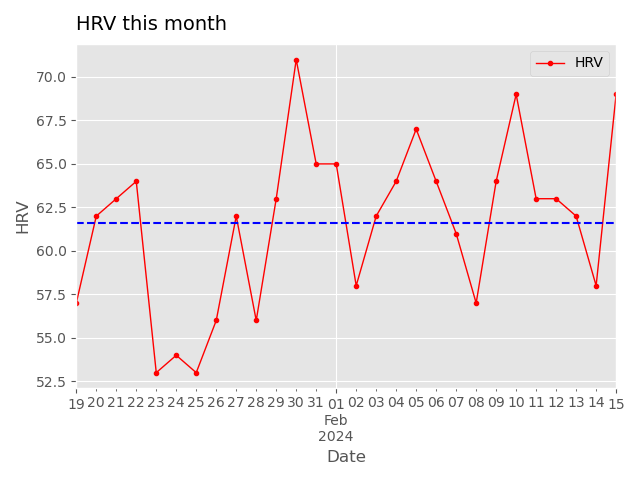 HRV this month
HRV
70.0
67.5
65.0
62.5
60.0
57.5
55.0
52.5
HRV
19 20 21 22 23 24 25 26 27 28 29 30 31 01 02 03 04 05 06 07 08 09 10 11 12 13 14 15
Feb
2024
Date